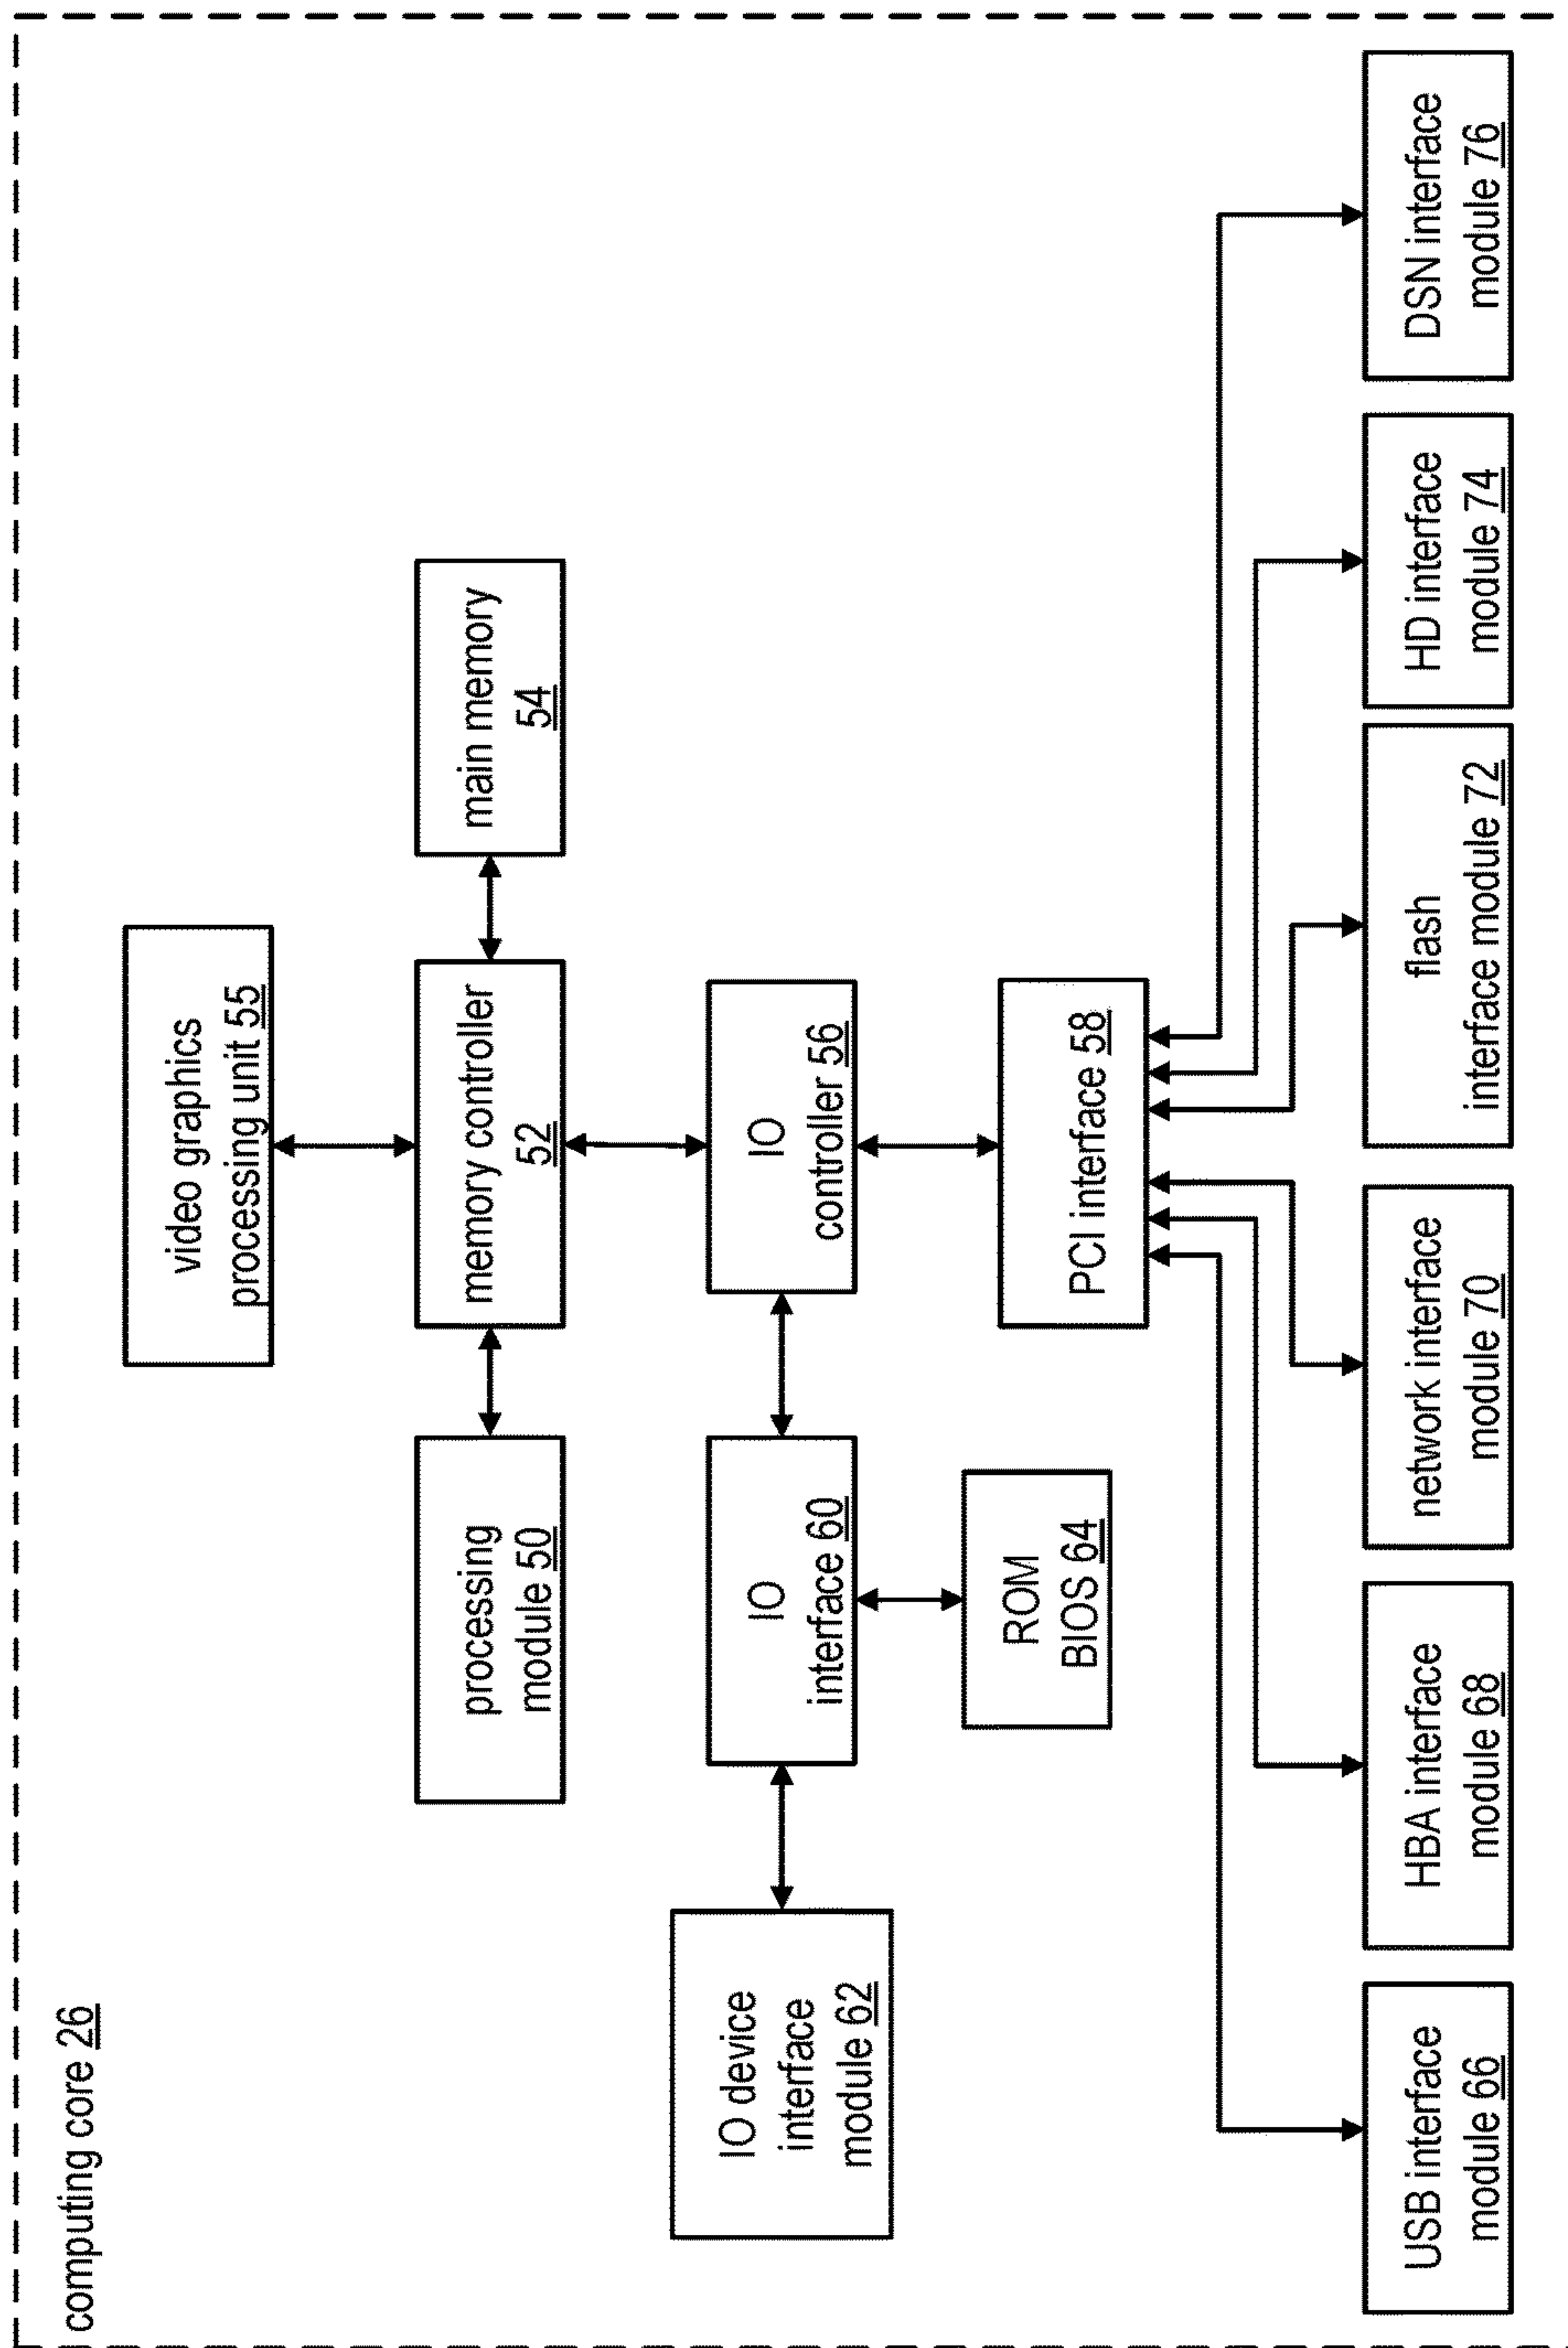 computing core 26
video graphics
processing unit 55
processing
module 50
memory controller
52
main memory
54
IO device
interface
module 62
IO
interface 60
IO
controller 56
ROM
BIOS 64
PCI interface 58
USB interface
module 66
HBA interface
module 68
network interface
module 70
flash
interface module 72
HD interface
module 74
DSN interface
module 76